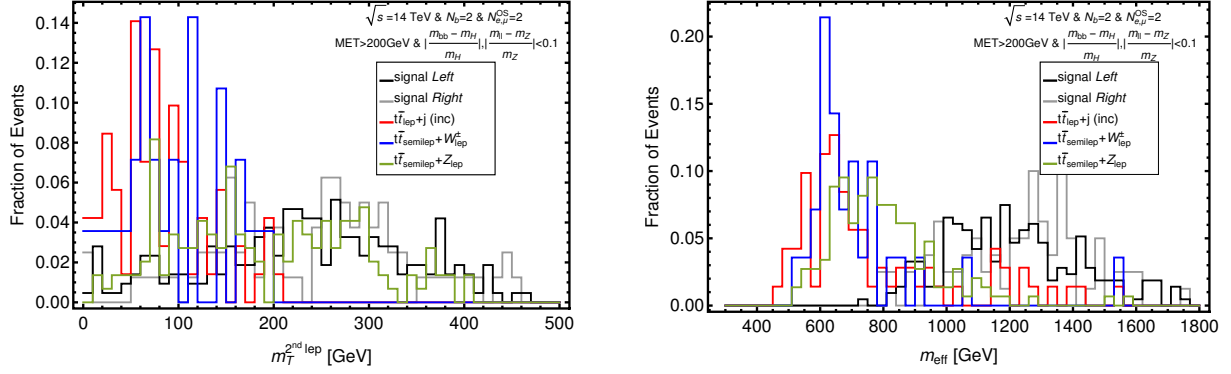 √s =14 TeV & N_b=2 & N_{e,μ}^{OS}=2
MET>200GeV & |(m_bb − m_H)/m_H|,|(m_ll − m_Z)/m_Z|<0.1
signal Left
signal Right
tt̄_lep+j (inc)
tt̄_semilep+W^±_lep
tt̄_semilep+Z_lep
Fraction of Events
0.14
0.12
0.10
0.08
0.06
0.04
0.02
0.00
0 100 200 300 400 500
m_T^{2nd lep} [GeV]
√s =14 TeV & N_b=2 & N_{e,μ}^{OS}=2
MET>200GeV & |(m_bb − m_H)/m_H|,|(m_ll − m_Z)/m_Z|<0.1
signal Left
signal Right
tt̄_lep+j (inc)
tt̄_semilep+W^±_lep
tt̄_semilep+Z_lep
Fraction of Events
0.20
0.15
0.10
0.05
0.00
400 600 800 1000 1200 1400 1600 1800
m_eff [GeV]